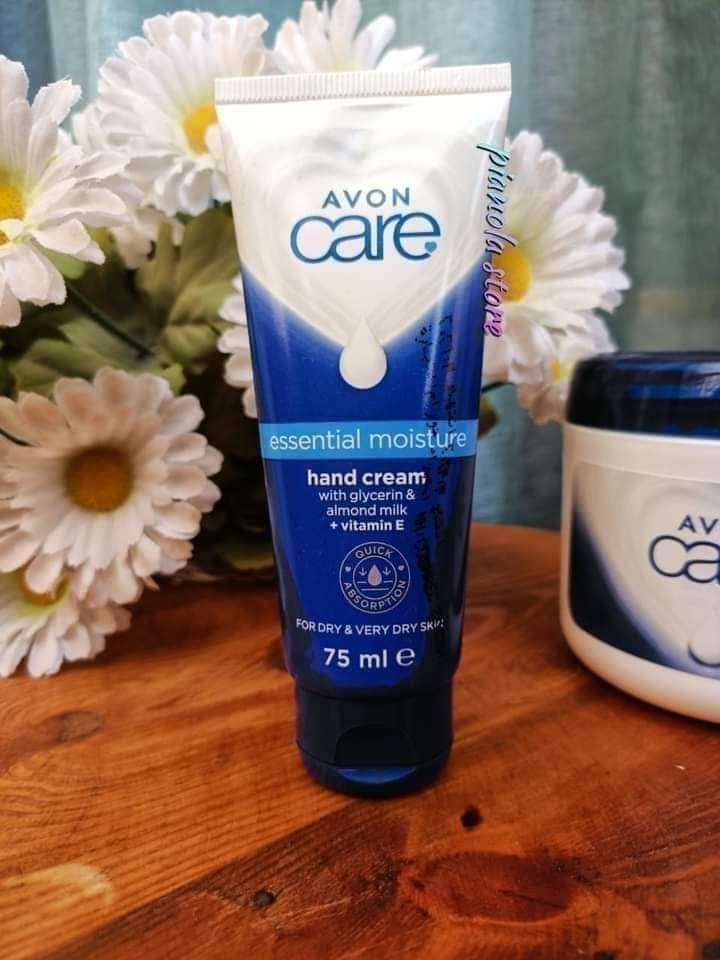 AVON
care
essential moisture
hand cream
with glycerin &
almond milk
+ vitamin E
QUICK
ABSORPTION
FOR DRY & VERY DRY SKIN
75 ml e
pianola store
AV
ca